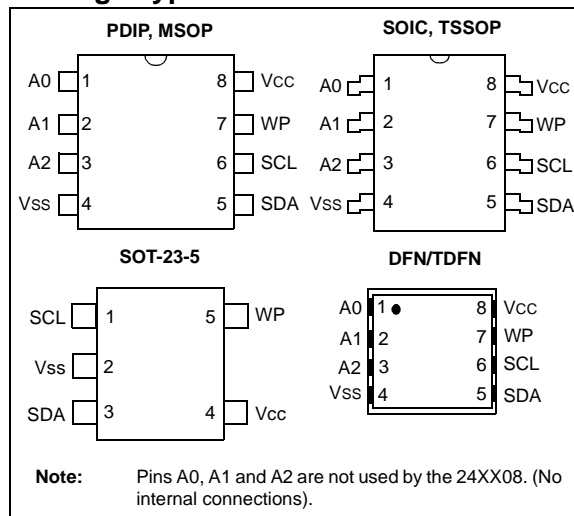 PDIP, MSOP
A0 1 8 VCC
A1 2 7 WP
A2 3 6 SCL
VSS 4 5 SDA
SOIC, TSSOP
A0 1 8 VCC
A1 2 7 WP
A2 3 6 SCL
VSS 4 5 SDA
SOT-23-5
SCL 1 5 WP
VSS 2
SDA 3 4 VCC
DFN/TDFN
A0 1 8 VCC
A1 2 7 WP
A2 3 6 SCL
VSS 4 5 SDA
Note: Pins A0, A1 and A2 are not used by the 24XX08. (No
internal connections).